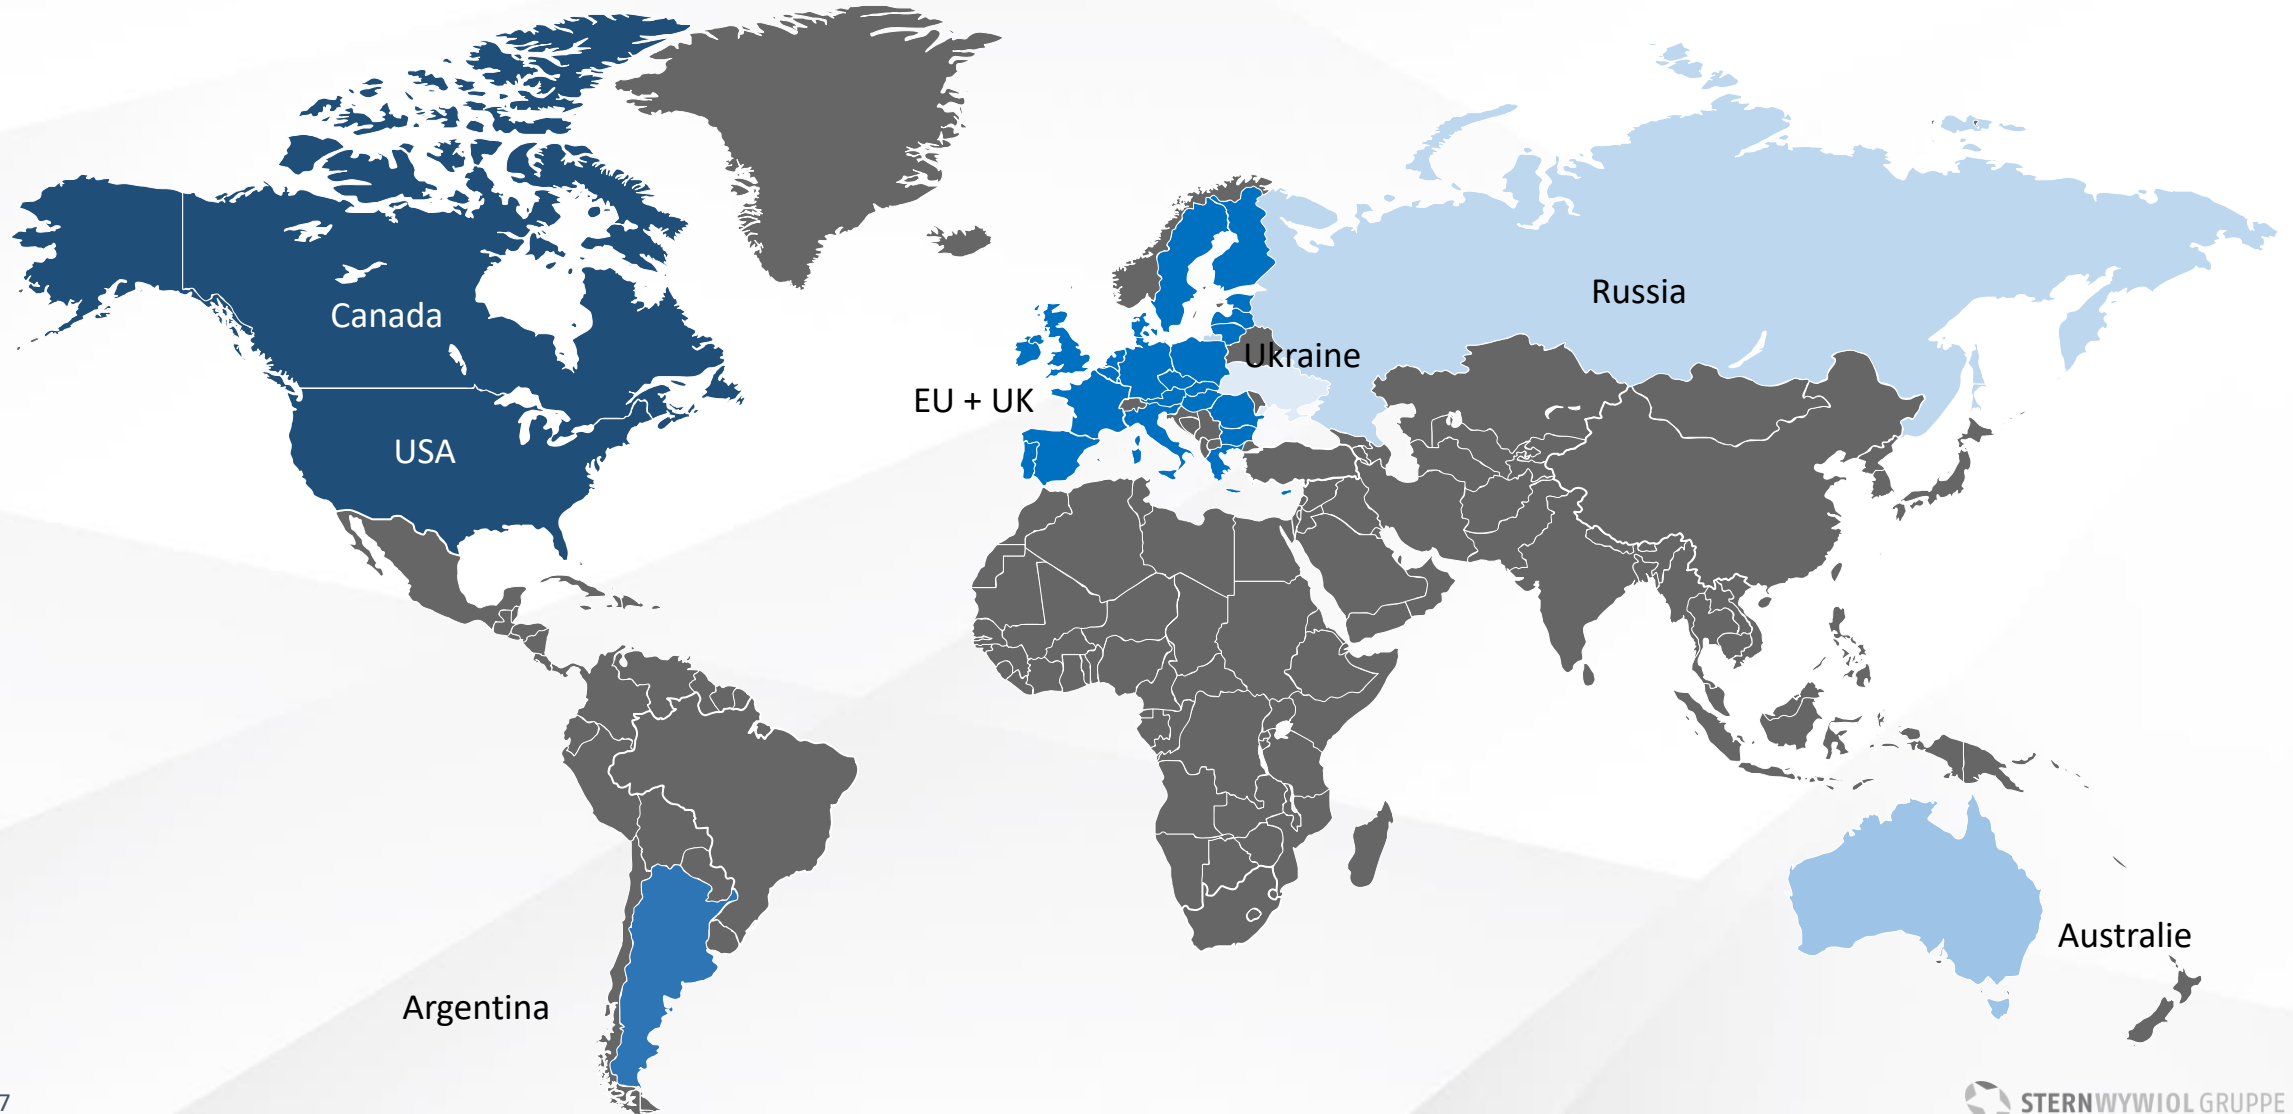 Canada
Russia
Ukraine
EU + UK
USA
Australie
Argentina
7
STERNWYWIOL GRUPPE